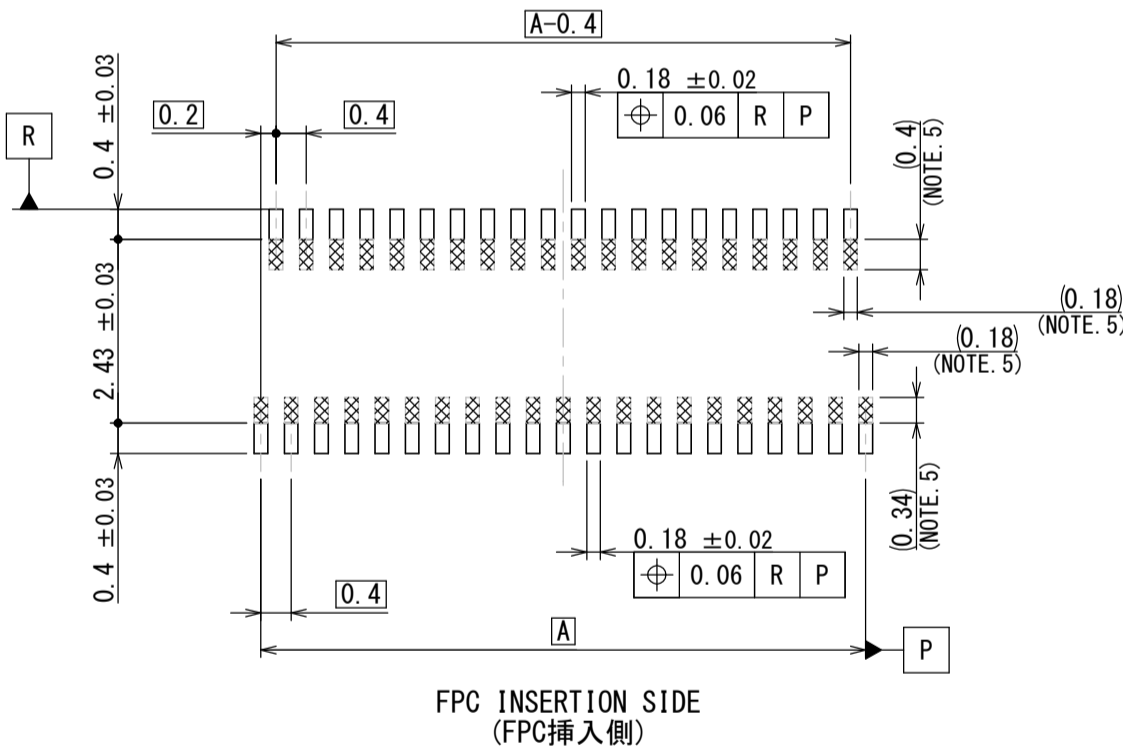 A-0.4
0.18 ±0.02
0.06 R P
0.2
0.4
R
0.4 ±0.03
(0.4)
(NOTE.5)
2.43 ±0.03
(0.18)
(NOTE.5)
(0.18)
(NOTE.5)
0.4 ±0.03
(0.34)
(NOTE.5)
0.18 ±0.02
0.06 R P
0.4
A
P
FPC INSERTION SIDE
(FPC挿入側)